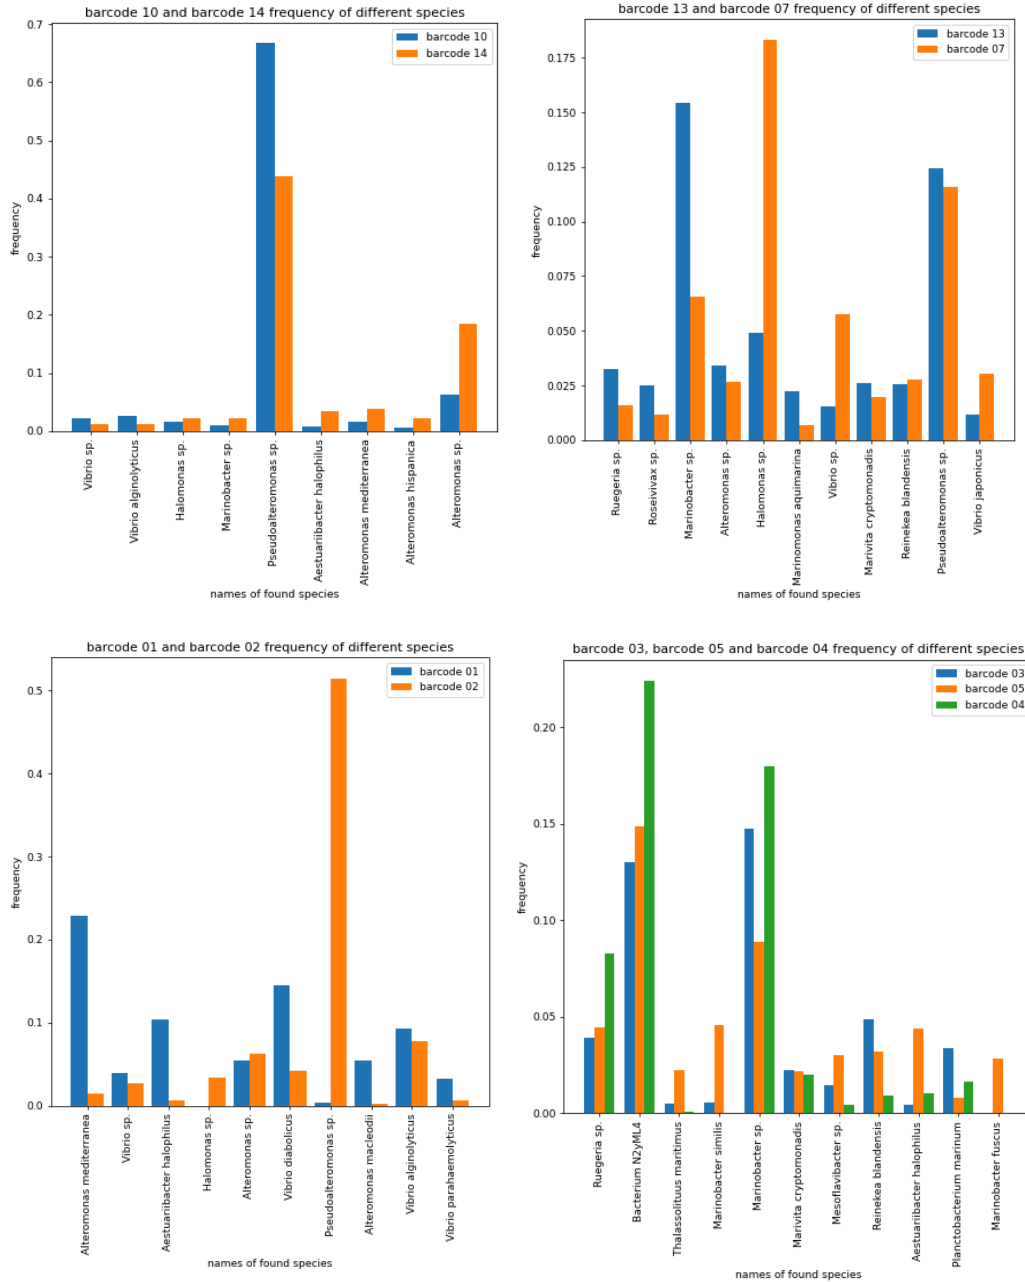 barcode 10 and barcode 14 frequency of different species
barcode 10
barcode 14
frequency
0.7
0.6
0.5
0.4
0.3
0.2
0.1
0.0
Vibrio sp.
Vibrio alginolyticus
Halomonas sp.
Marinobacter sp.
Pseudoalteromonas sp.
Aestuariibacter halophilus
Alteromonas mediterranea
Alteromonas hispanica
Alteromonas sp.
names of found species
barcode 13 and barcode 07 frequency of different species
barcode 13
barcode 07
frequency
0.175
0.150
0.125
0.100
0.075
0.050
0.025
0.000
Ruegeria sp.
Roseivivax sp.
Marinobacter sp.
Alteromonas sp.
Halomonas sp.
Marinomonas aquimarina
Vibrio sp.
Marivita cryptomonadis
Reinekea blandensis
Pseudoalteromonas sp.
Vibrio japonicus
names of found species
barcode 01 and barcode 02 frequency of different species
barcode 01
barcode 02
frequency
0.5
0.4
0.3
0.2
0.1
0.0
Alteromonas mediterranea
Vibrio sp.
Aestuariibacter halophilus
Halomonas sp.
Alteromonas sp.
Vibrio diabolicus
Pseudoalteromonas sp.
Alteromonas macleodii
Vibrio alginolyticus
Vibrio parahaemolyticus
names of found species
barcode 03, barcode 05 and barcode 04 frequency of different species
barcode 03
barcode 05
barcode 04
frequency
0.20
0.15
0.10
0.05
0.00
Ruegeria sp.
Bacterium N2yML4
Thalassolituus maritimus
Marinobacter similis
Marinobacter sp.
Marivita cryptomonadis
Mesoflavibacter sp.
Reinekea blandensis
Aestuariibacter halophilus
Planctobacterium marinum
Marinobacter fuscus
names of found species